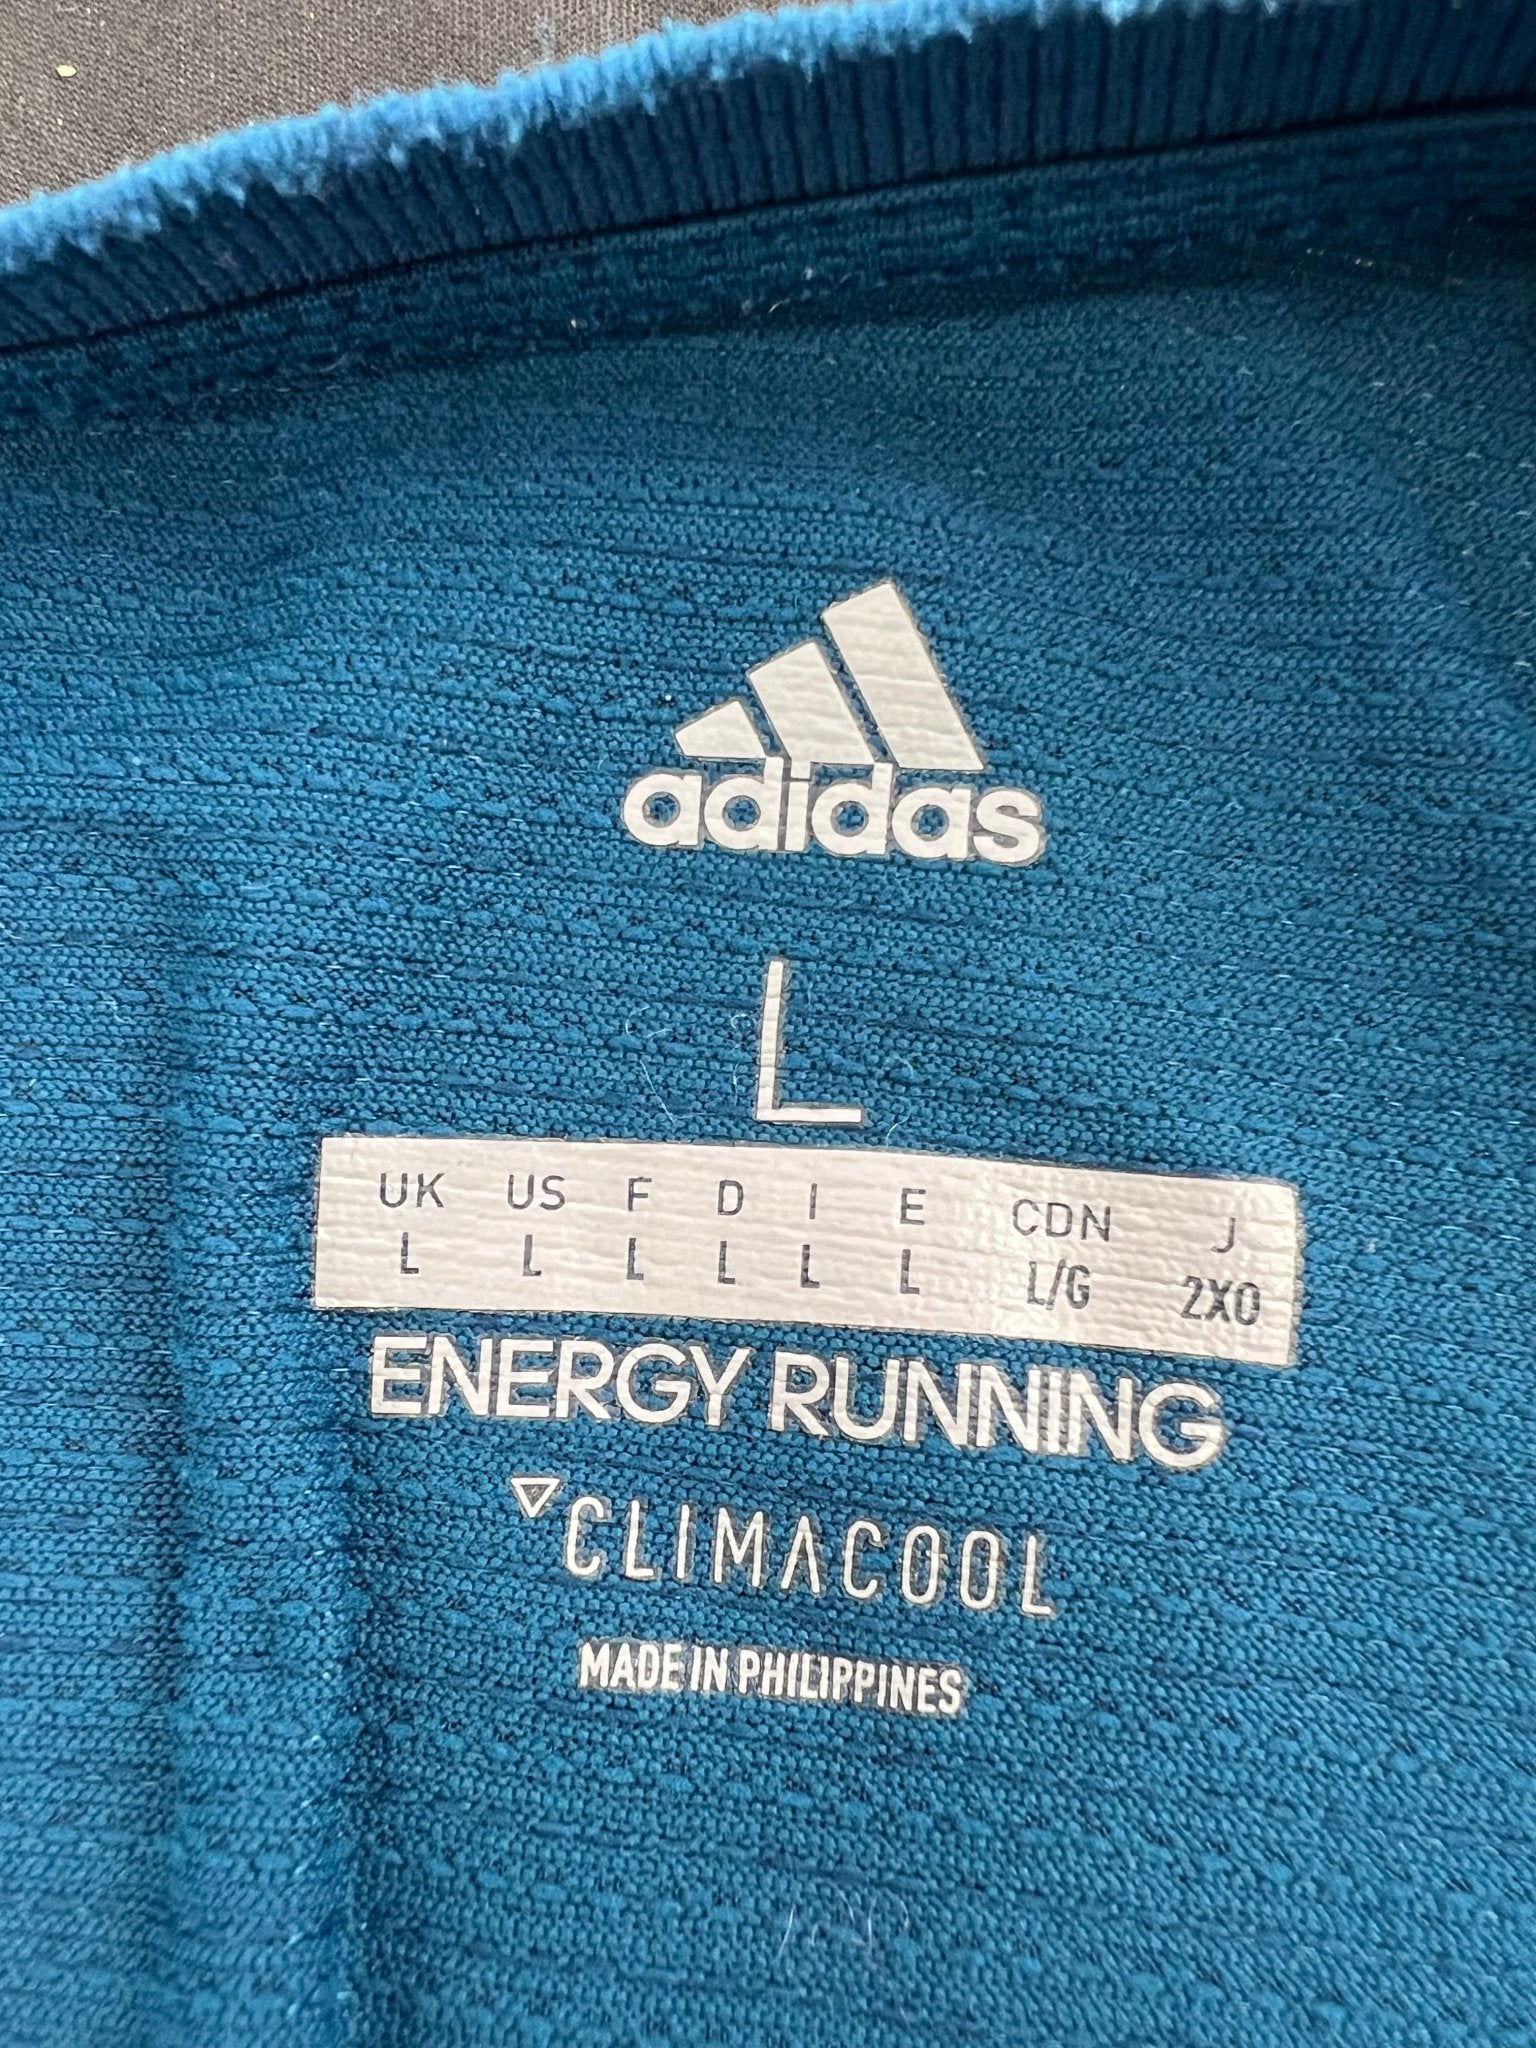 adidas
L
UK US F D I E CDN J
L L L L L L L/G 2XO
ENERGY RUNNING
CLIMACOOL
MADE IN PHILIPPINES